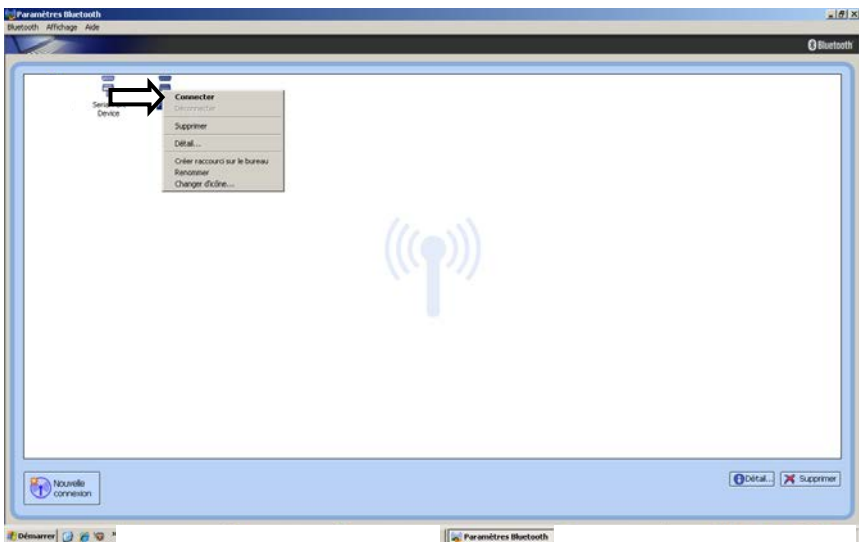 Paramètres Bluetooth
Bluetooth Affichage Aide
Bluetooth
Device
Connecter
Déconnecter
Supprimer
Détail...
Créer raccourci sur le bureau
Renommer
Changer d'icône...
Nouvelle
connexion
Détail...
Supprimer
Démarrer
Paramètres Bluetooth